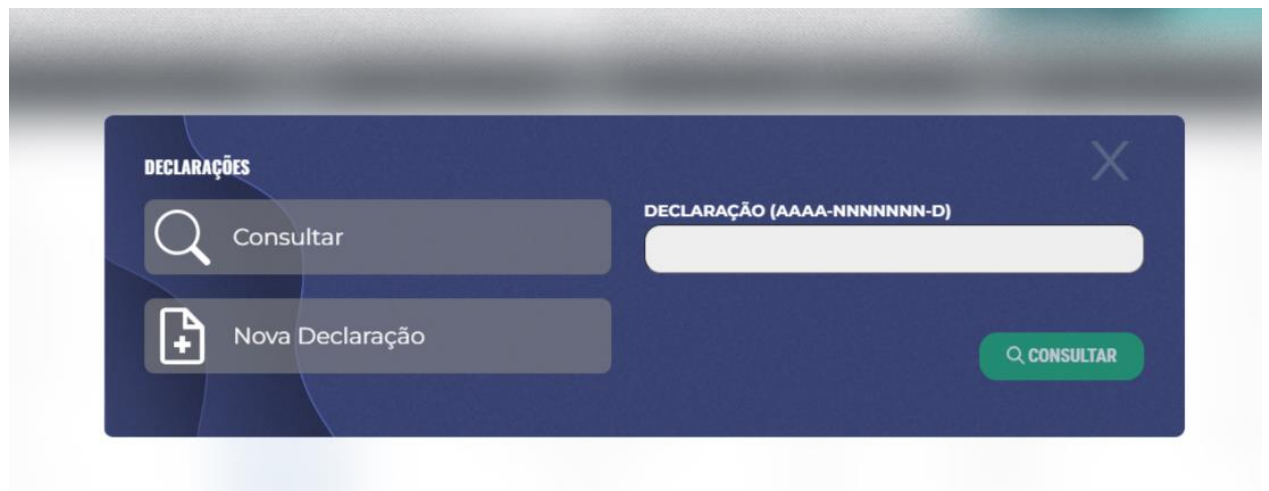 DECLARAÇÕES
X
Consultar
DECLARAÇÃO (AAAA-NNNNNNN-D)
Nova Declaração
CONSULTAR